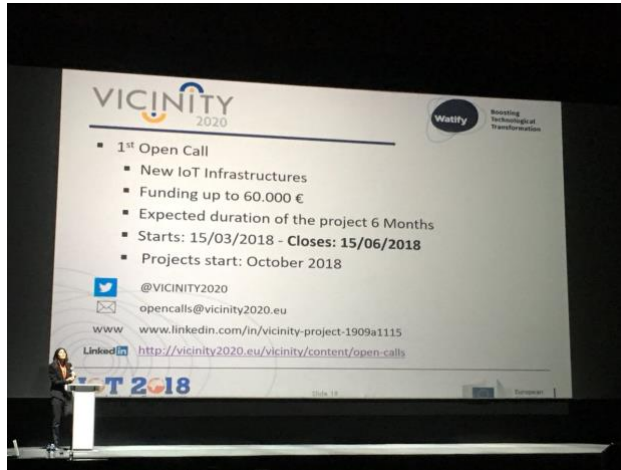 VICINITY
2020
Watify
Boosting
Technological
Transformation
▪ 1st Open Call
▪ New IoT Infrastructures
▪ Funding up to 60.000 €
▪ Expected duration of the project 6 Months
▪ Starts: 15/03/2018 - Closes: 15/06/2018
▪ Projects start: October 2018
@VICINITY2020
opencalls@vicinity2020.eu
www www.linkedin.com/in/vicinity-project-1909a1115
Linked in http://vicinity2020.eu/vicinity/content/open-calls
T 2018
Slide 18
European